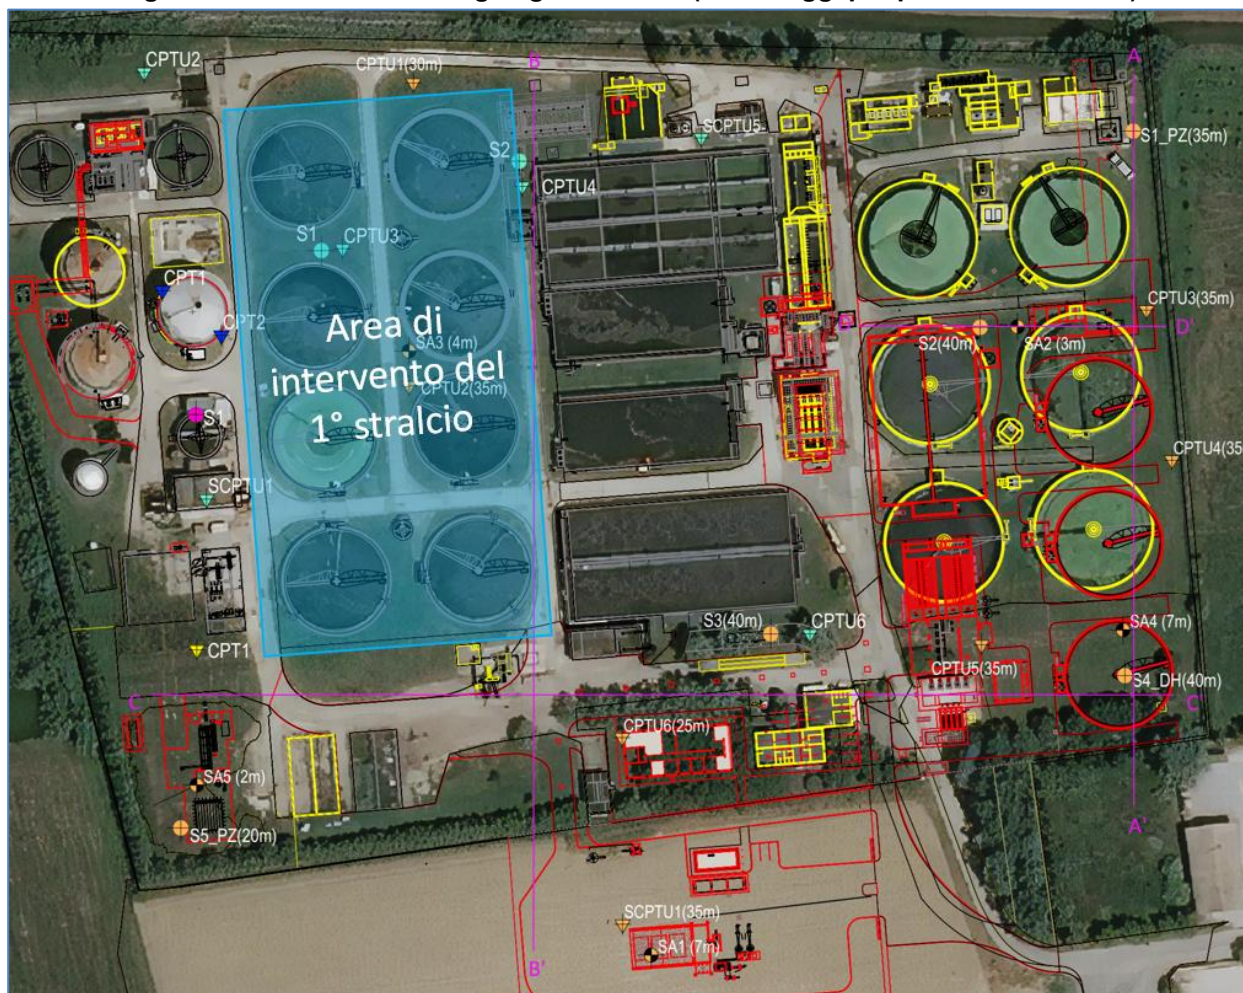 CPTU2
CPTU1(30m)
B
A
SCPTU5
S1_PZ(35m)
S2
CPTU4
S1
CPTU3
CPT1
CPT2
CPTU3(35m)
D'
Area di
intervento del
1° stralcio
SA3 (4m)
CPTU2(35m)
S2(40m)
SA2 (3m)
S1
CPTU4(35
SCPTU1
S3(40m)
CPTU6
SA4 (7m)
CPT1
CPTU5(35m)
S4_DH(40m)
C
C
CPTU6(25m)
SA5 (2m)
S5_PZ(20m)
A'
SCPTU1(35m)
SA1 (7m)
B'